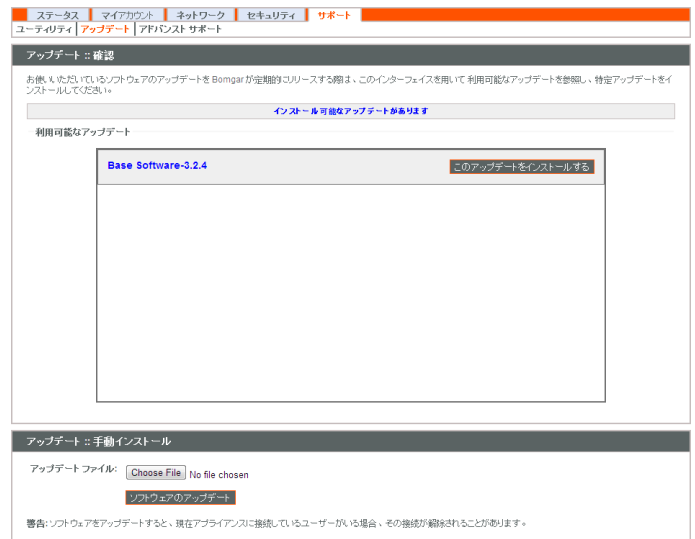 ステータス マイアカウント ネットワーク セキュリティ サポート
ユーティリティ アップデート アドバンスト サポート
アップデート :: 確認
お使いいただいているソフトウェアのアップデートを Bomgar が定期的にリリースする際は、このインターフェイスを用いて 利用可能なアップデートを参照し、特定アップデートをイ
ンストールしてください。
インストール可能なアップデートがあります
利用可能なアップデート
Base Software-3.2.4 このアップデートをインストールする
アップデート :: 手動インストール
アップデート ファイル: Choose File No file chosen
ソフトウェアのアップデート
警告: ソフトウェアをアップデートすると、現在アプライアンスに接続しているユーザーがいる場合、その接続が解除されることがあります。